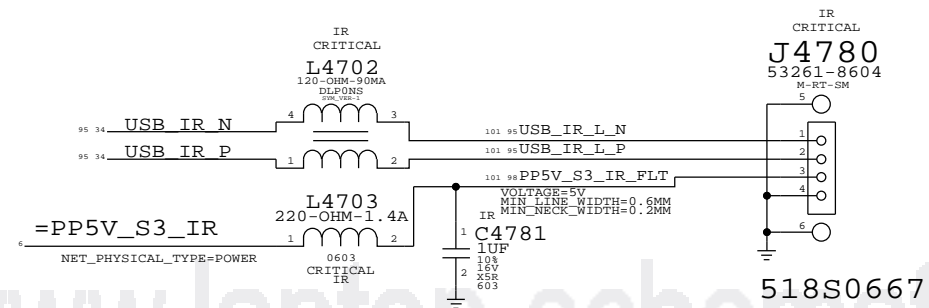 IR
CRITICAL
L4702
120-OHM-90MA
DLP0NS
SYM_VER-1
4
3
95 34 USB_IR_N
95 34 USB_IR_P
1
2
L4703
220-OHM-1.4A
=PP5V_S3_IR
6
1
2
NET_PHYSICAL_TYPE=POWER
0603
CRITICAL
IR
101 95 USB_IR_L_N
101 95 USB_IR_L_P
101 98 PP5V_S3_IR_FLT
VOLTAGE=5V
MIN_LINE_WIDTH=0.6MM
MIN_NECK_WIDTH=0.2MM
IR
1
C4781
1UF
10%
16V
2
X5R
603
IR
CRITICAL
J4780
53261-8604
M-RT-SM
5
1
2
3
4
6
518S0667